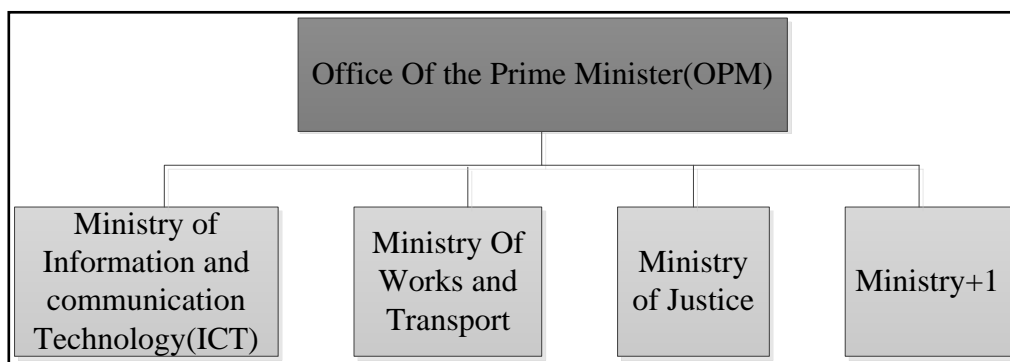 Office Of the Prime Minister(OPM)
Ministry of
Information and
communication
Technology(ICT)
Ministry Of
Works and
Transport
Ministry
of Justice
Ministry+1